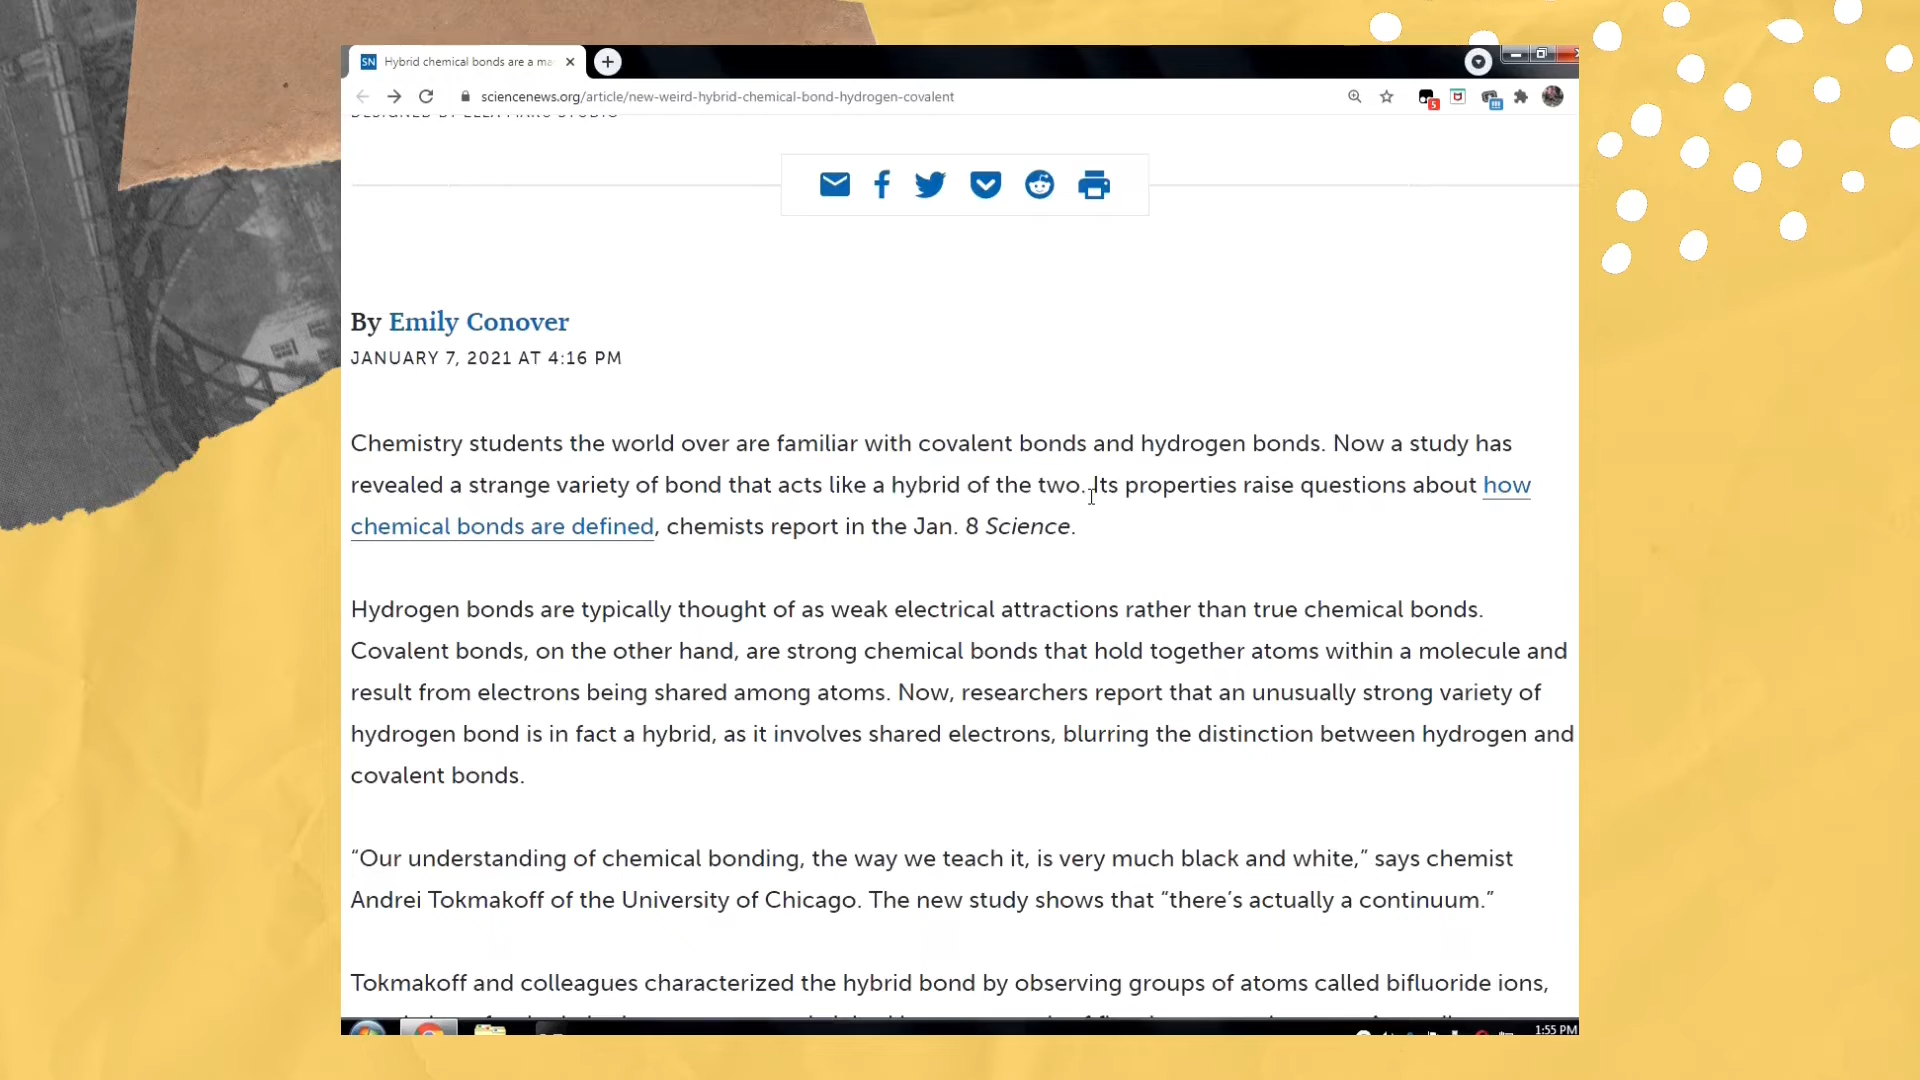 SN Hybrid chemical bonds are a ma
sciencenews.org/article/new-weird-hybrid-chemical-bond-hydrogen-covalent
5
By Emily Conover
JANUARY 7, 2021 AT 4:16 PM
Chemistry students the world over are familiar with covalent bonds and hydrogen bonds. Now a study has
revealed a strange variety of bond that acts like a hybrid of the two. Its properties raise questions about how
chemical bonds are defined, chemists report in the Jan. 8 Science.
Hydrogen bonds are typically thought of as weak electrical attractions rather than true chemical bonds.
Covalent bonds, on the other hand, are strong chemical bonds that hold together atoms within a molecule and
result from electrons being shared among atoms. Now, researchers report that an unusually strong variety of
hydrogen bond is in fact a hybrid, as it involves shared electrons, blurring the distinction between hydrogen and
covalent bonds.
“Our understanding of chemical bonding, the way we teach it, is very much black and white,” says chemist
Andrei Tokmakoff of the University of Chicago. The new study shows that “there’s actually a continuum.”
Tokmakoff and colleagues characterized the hybrid bond by observing groups of atoms called bifluoride ions,
1:55 PM